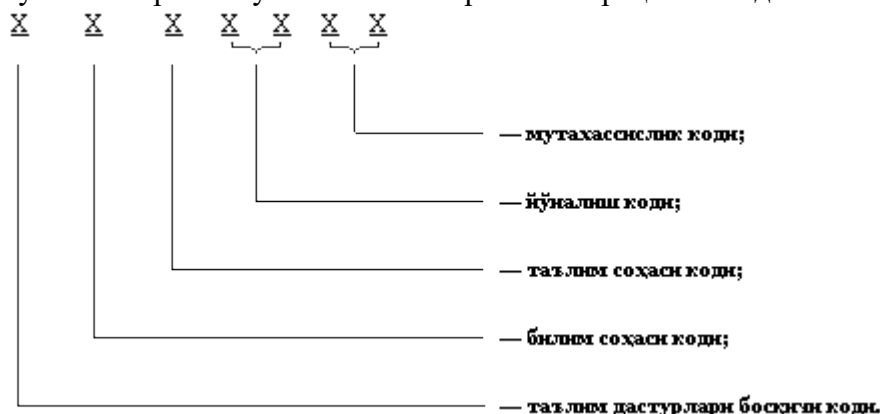 X X X X X X X
— мутахассислик коди;
— йўналиш коди;
— таълим соҳаси коди;
— билим соҳаси коди;
— таълим дастурлари босқичи коди.